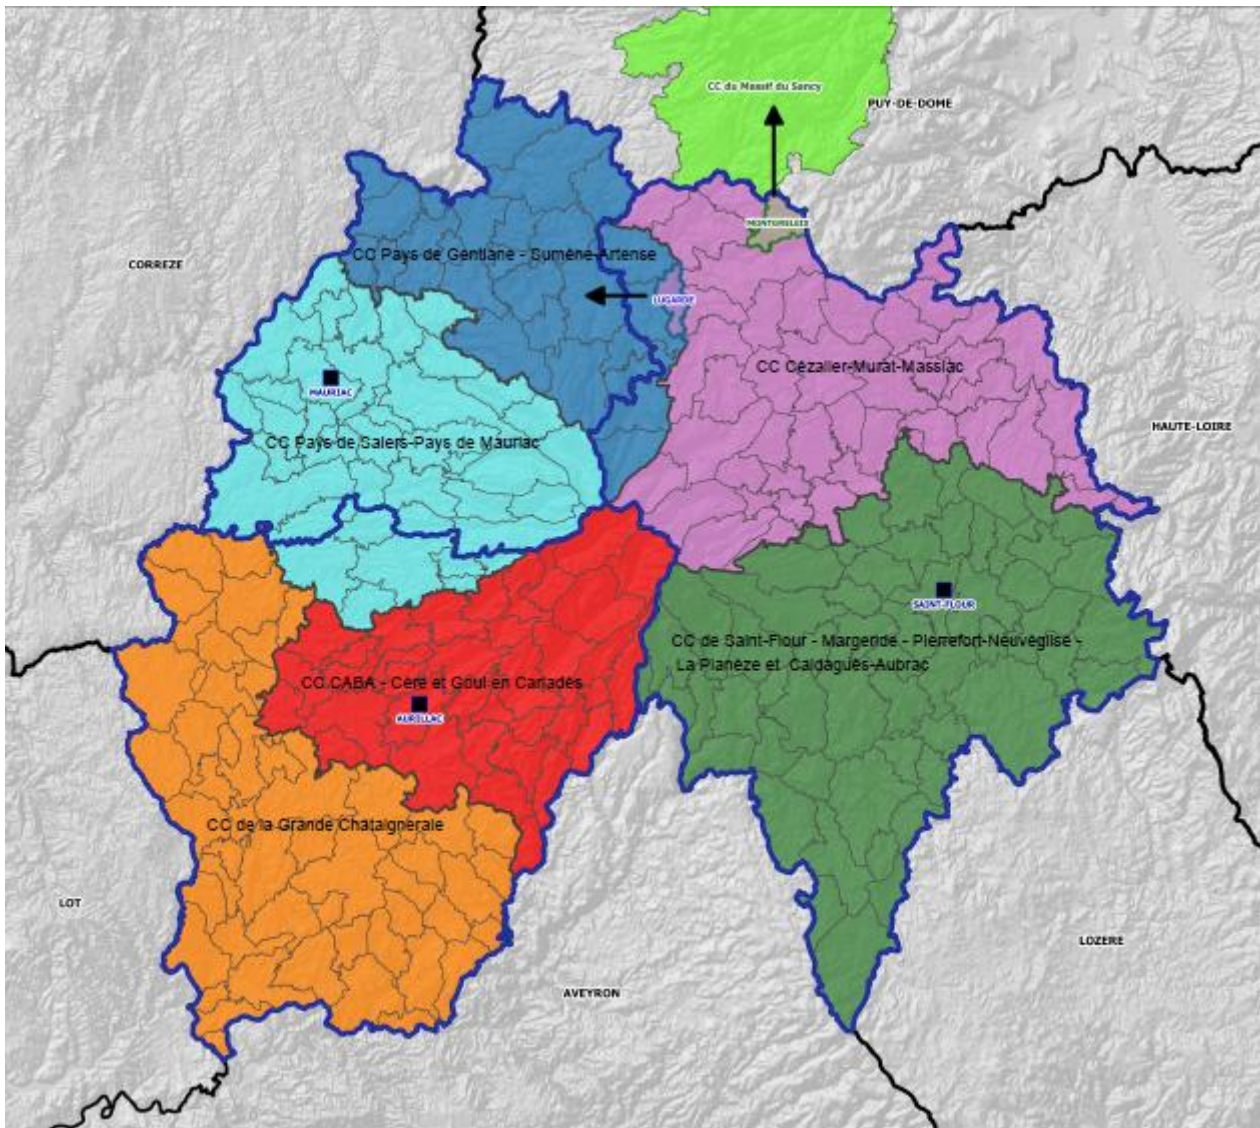 CC du Massif du Sancy
PUY-DE-DOME
MONTGRELEIX
CORREZE
CC Pays de Gentiane - Sumène-Artense
LUGARDE
CC Cézalier-Murat-Massiac
MAURIAC
HAUTE-LOIRE
CC Pays de Salers-Pays de Mauriac
SAINT-FLOUR
CC de Saint-Flour - Margeride - Pierrefort-Neuvéglise -
La Planèze et Caldaguès-Aubrac
CC CABA - Cère et Goul en Carladès
AURILLAC
CC de la Grande Châtaigneraie
LOT
LOZERE
AVEYRON